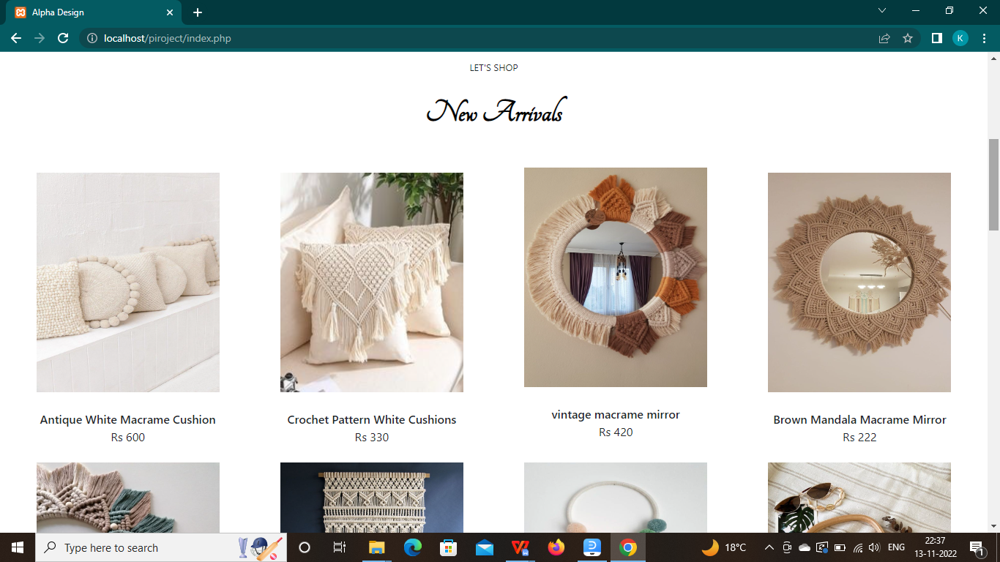 Alpha Design
localhost/piroject/index.php
K
LET'S SHOP
New Arrivals
Antique White Macrame Cushion
Rs 600
Crochet Pattern White Cushions
Rs 330
vintage macrame mirror
Rs 420
Brown Mandala Macrame Mirror
Rs 222
Type here to search
18°C
ENG
22:37
13-11-2022
1